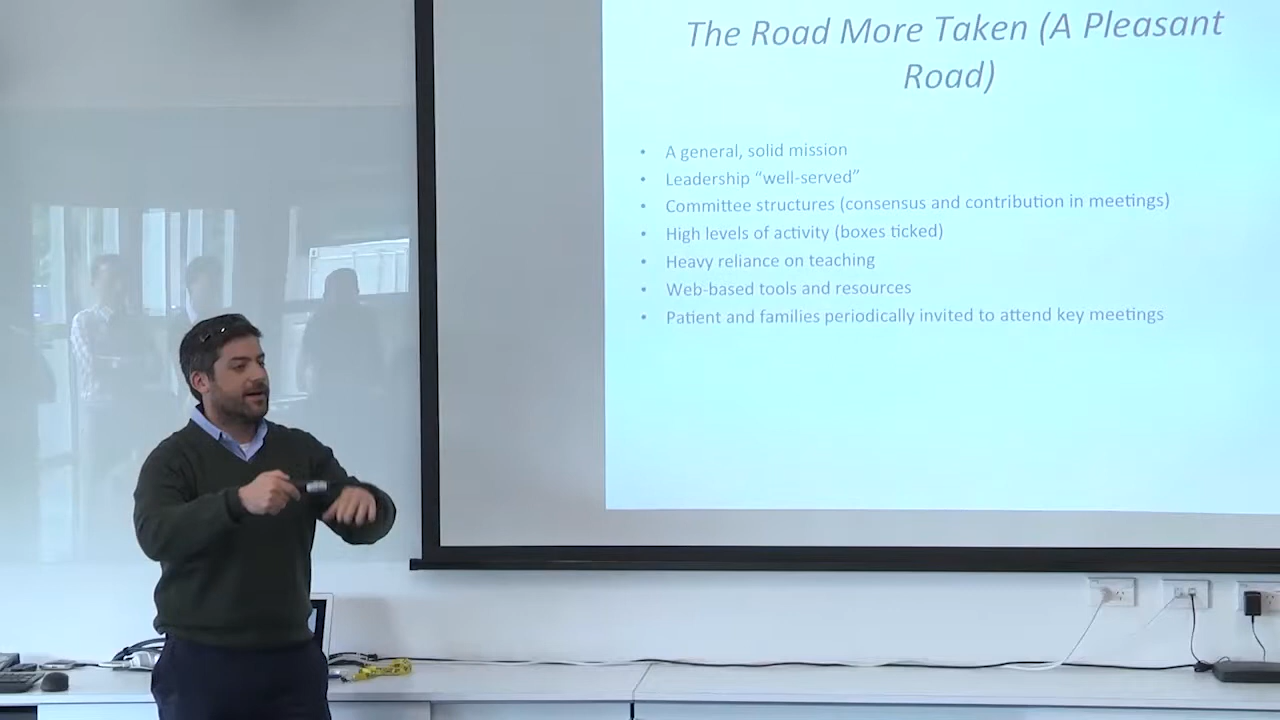 The Road More Taken (A Pleasant
Road)
• A general, solid mission
• Leadership “well-served”
• Committee structures (consensus and contribution in meetings)
• High levels of activity (boxes ticked)
• Heavy reliance on teaching
• Web-based tools and resources
• Patient and families periodically invited to attend key meetings